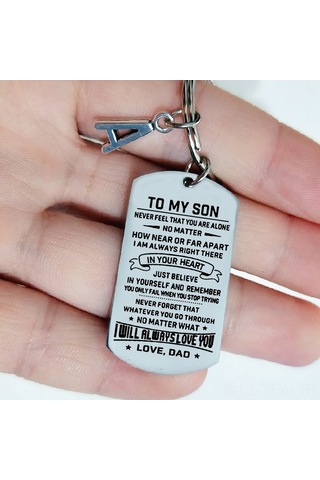 A
TO MY SON
NEVER FEEL THAT YOU ARE ALONE
NO MATTER
HOW NEAR OR FAR APART
I AM ALWAYS RIGHT THERE
IN YOUR HEART
JUST BELIEVE
IN YOURSELF AND REMEMBER
YOU ONLY FAIL WHEN YOU STOP TRYING
NEVER FORGET THAT
WHATEVER YOU GO THROUGH
NO MATTER WHAT
I WILL ALWAYS LOVE YOU
LOVE, DAD